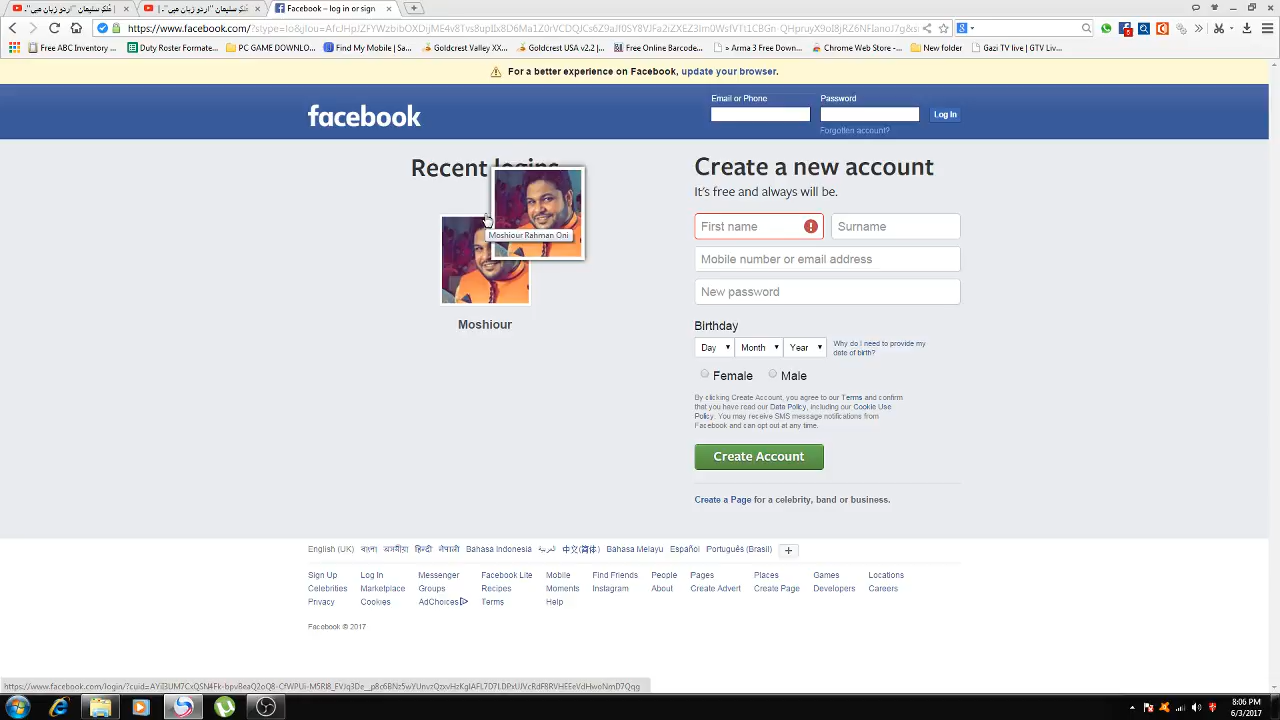 Facebook – log in or sign
https://www.facebook.com/
Free ABC Inventory ... Duty Roster Formate... PC GAME DOWNLO... Find My Mobile | Sa... Goldcrest Valley XX... Goldcrest USA v2.2 |... Free Online Barcode... > Arma 3 Free Down... Chrome Web Store -... New folder Gazi TV live | GTV Liv...
For a better experience on Facebook, update your browser.
facebook
Email or Phone Password
Log In
Forgotten account?
Recent logins
Moshiour Rahman Oni
Moshiour
Create a new account
It's free and always will be.
First name Surname
Mobile number or email address
New password
Birthday
Day Month Year
Why do I need to provide my
date of birth?
Female Male
By clicking Create Account, you agree to our Terms and confirm
that you have read our Data Policy, including our Cookie Use
Policy. You may receive SMS message notifications from
Facebook and can opt out at any time.
Create Account
Create a Page for a celebrity, band or business.
English (UK) বাংলা অসমীয়া हिन्दी नेपाली Bahasa Indonesia العربية 中文(简体) Bahasa Melayu Español Português (Brasil)
Sign Up Log In Messenger Facebook Lite Mobile Find Friends People Pages Places Games Locations
Celebrities Marketplace Groups Recipes Moments Instagram About Create Advert Create Page Developers Careers
Privacy Cookies AdChoices Terms Help
Facebook © 2017
8:06 PM
6/3/2017